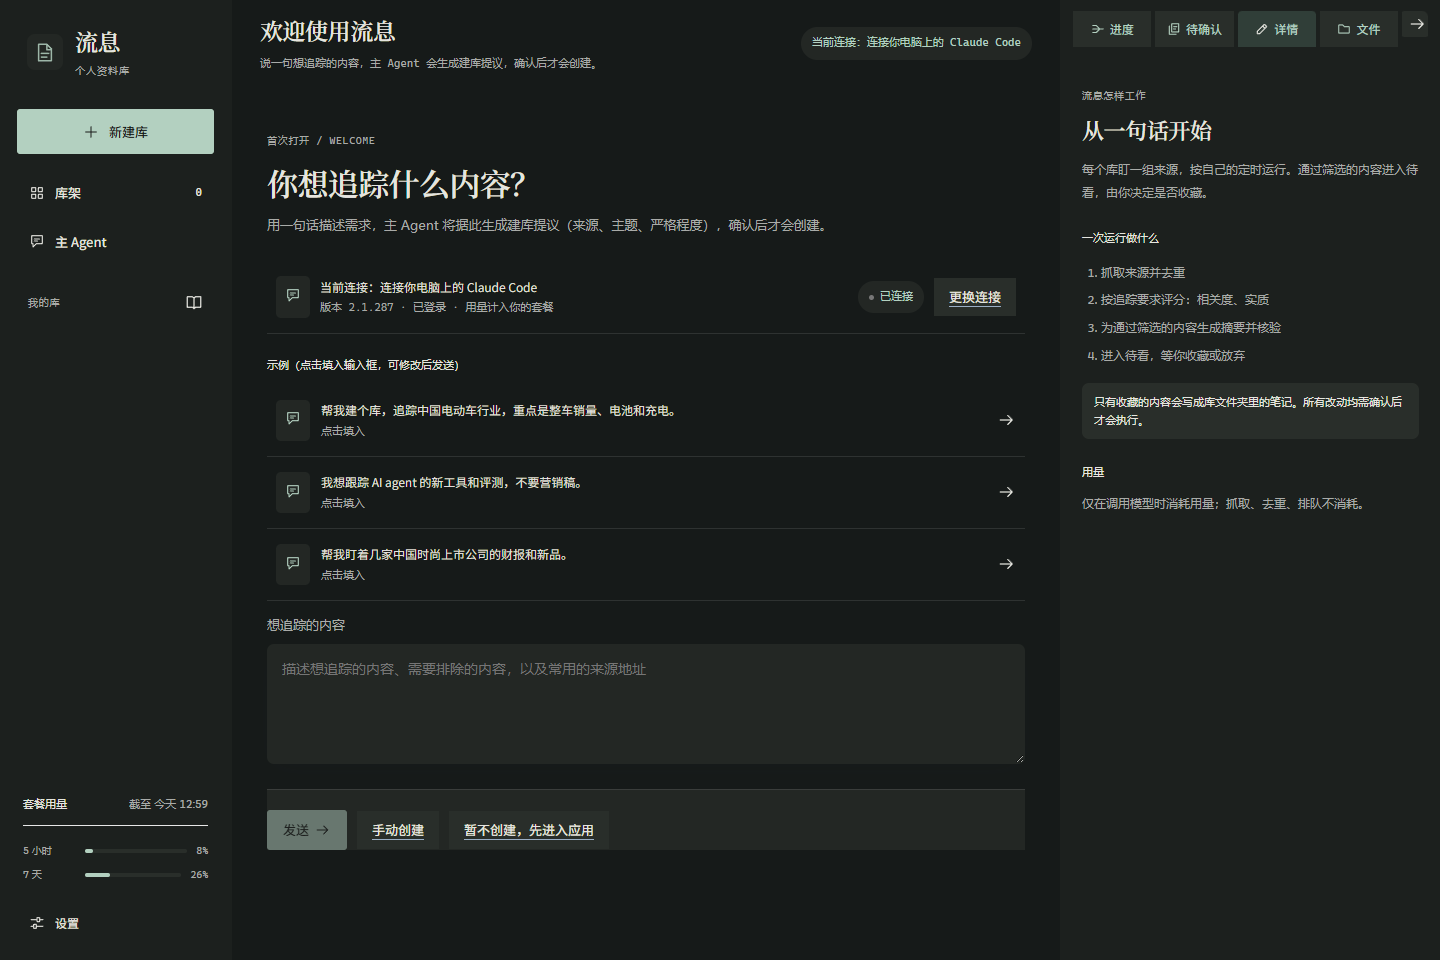 流息
个人资料库
新建库
库架 0
主 Agent
我的库
套餐用量 截至 今天 12:59
5 小时 8%
7 天 26%
设置
欢迎使用流息
说一句想追踪的内容，主 Agent 会生成建库提议，确认后才会创建。
当前连接：连接你电脑上的 Claude Code
首次打开 / WELCOME
你想追踪什么内容？
用一句话描述需求，主 Agent 将据此生成建库提议（来源、主题、严格程度），确认后才会创建。
当前连接：连接你电脑上的 Claude Code
版本 2.1.287 · 已登录 · 用量计入你的套餐
已连接
更换连接
示例（点击填入输入框，可修改后发送）
帮我建个库，追踪中国电动车行业，重点是整车销量、电池和充电。
点击填入
我想跟踪 AI agent 的新工具和评测，不要营销稿。
点击填入
帮我盯着几家中国时尚上市公司的财报和新品。
点击填入
想追踪的内容
描述想追踪的内容、需要排除的内容，以及常用的来源地址
发送
手动创建
暂不创建，先进入应用
进度
待确认
详情
文件
流息怎样工作
从一句话开始
每个库盯一组来源，按自己的定时运行。通过筛选的内容进入待
看，由你决定是否收藏。
一次运行做什么
1. 抓取来源并去重
2. 按追踪要求评分：相关度、实质
3. 为通过筛选的内容生成摘要并核验
4. 进入待看，等你收藏或放弃
只有收藏的内容会写成库文件夹里的笔记。所有改动均需确认后
才会执行。
用量
仅在调用模型时消耗用量；抓取、去重、排队不消耗。